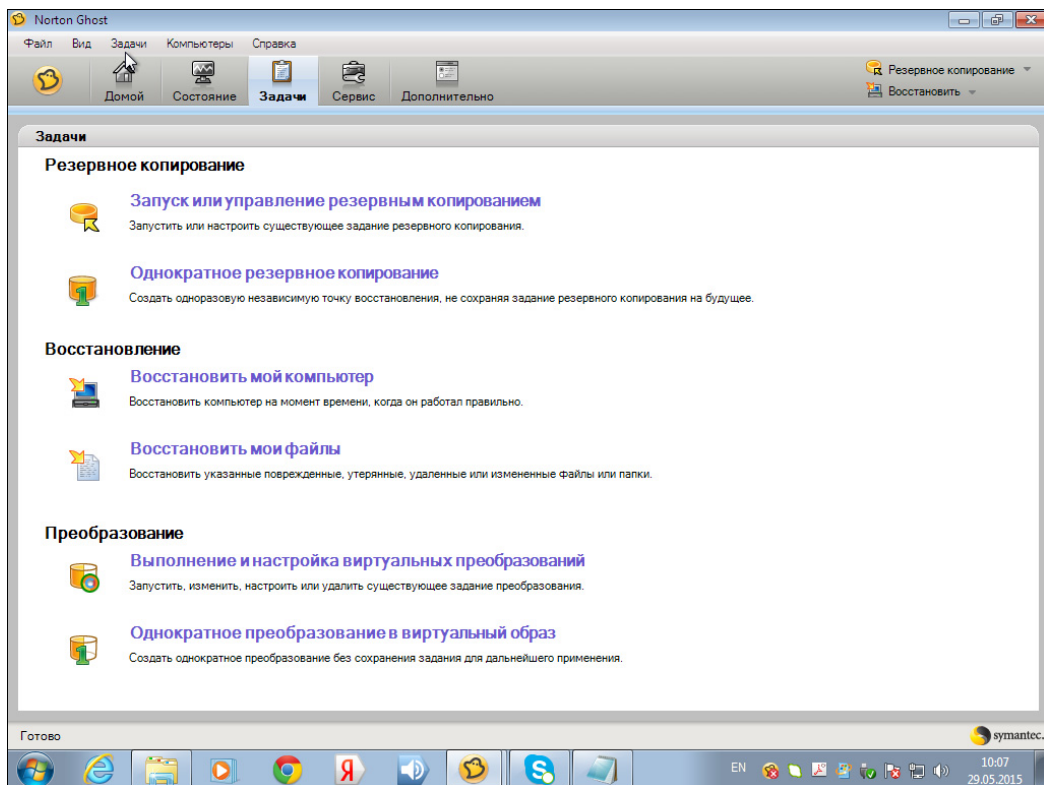 Norton Ghost
Файл Вид Задачи Компьютеры Справка
Домой Состояние Задачи Сервис Дополнительно
Резервное копирование
Восстановить
Задачи
Резервное копирование
Запуск или управление резервным копированием
Запустить или настроить существующее задание резервного копирования.
Однократное резервное копирование
Создать одноразовую независимую точку восстановления, не сохраняя задание резервного копирования на будущее.
Восстановление
Восстановить мой компьютер
Восстановить компьютер на момент времени, когда он работал правильно.
Восстановить мои файлы
Восстановить указанные поврежденные, утерянные, удаленные или измененные файлы или папки.
Преобразование
Выполнение и настройка виртуальных преобразований
Запустить, изменить, настроить или удалить существующее задание преобразования.
Однократное преобразование в виртуальный образ
Создать однократное преобразование без сохранения задания для дальнейшего применения.
Готово
symantec.
EN
10:07
29.05.2015